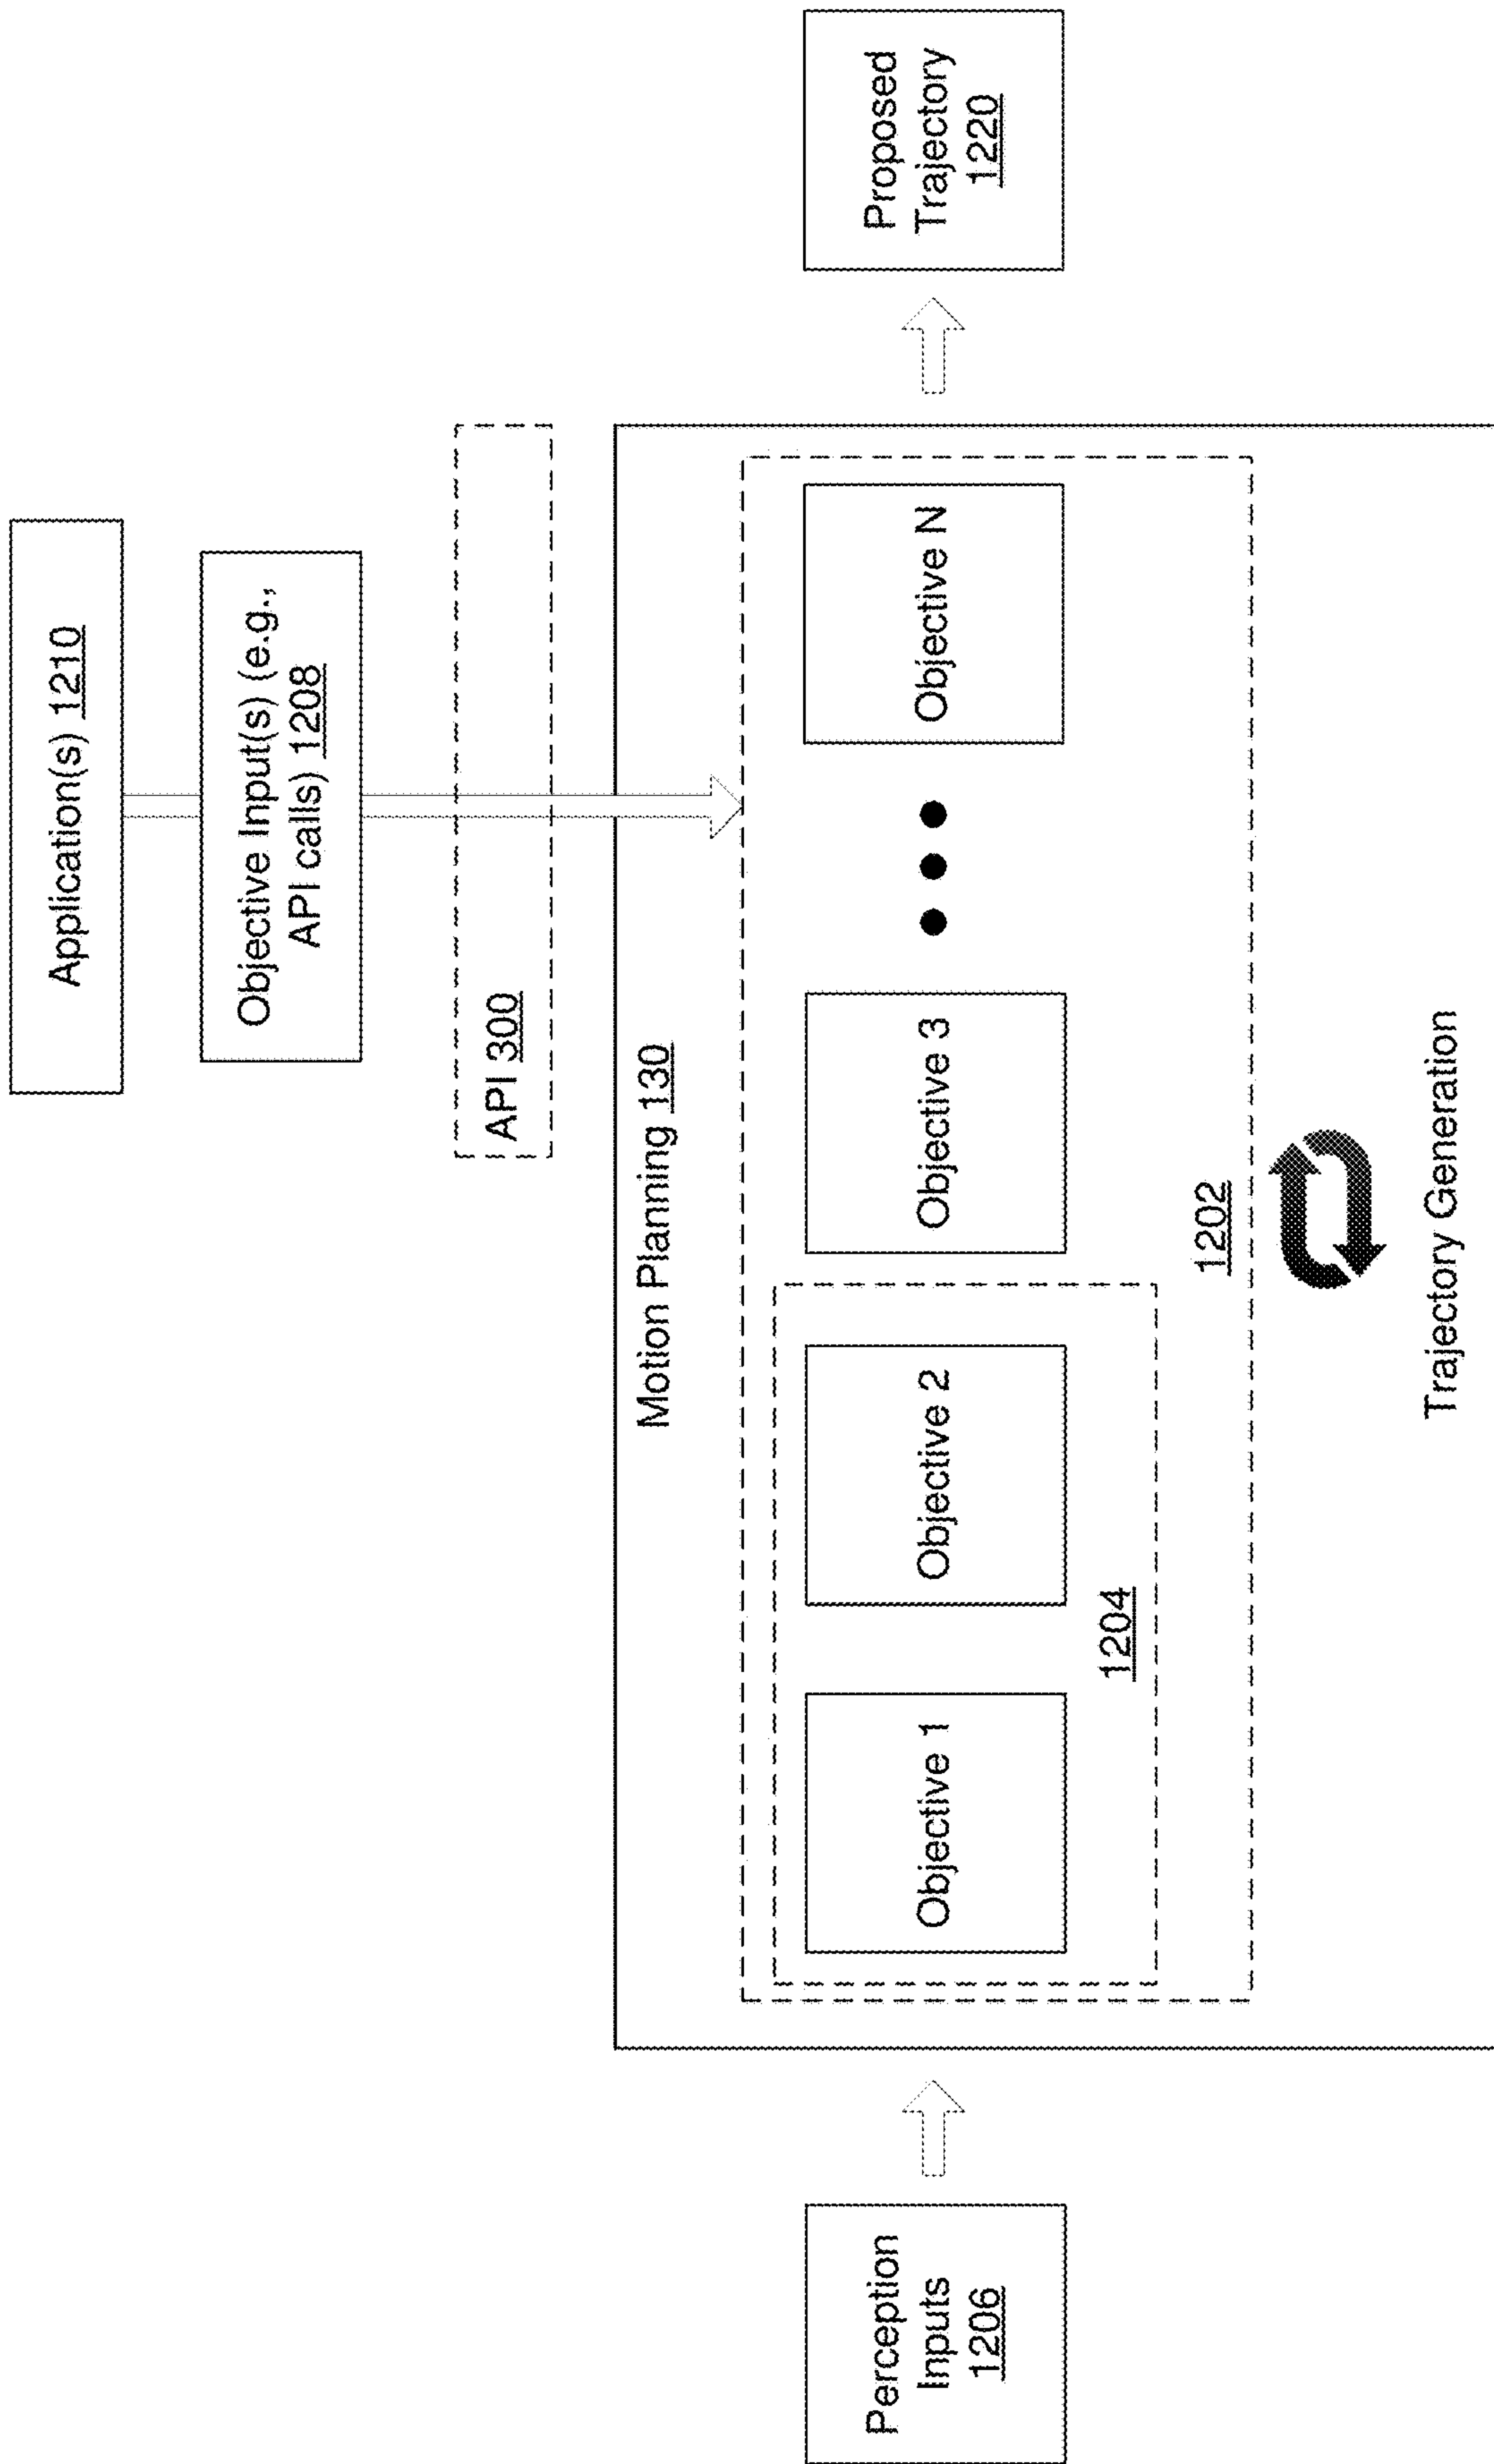 Application(s) 1210
Objective Input(s) (e.g.,
API calls) 1208
API 300
Motion Planning 130
Perception
Inputs
1206
Objective 1
Objective 2
Objective 3
Objective N
1204
1202
Trajectory Generation
Proposed
Trajectory
1220